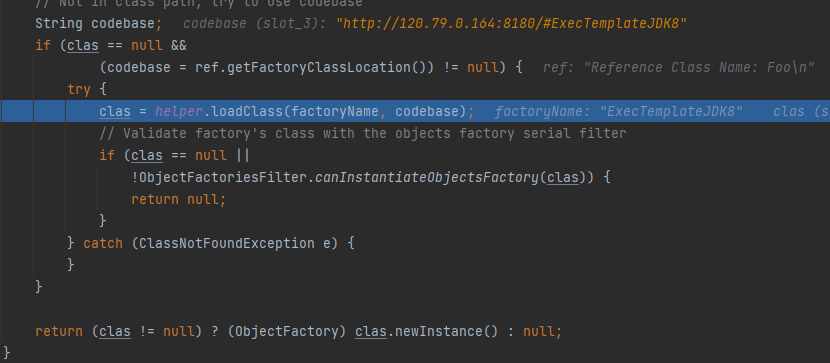 // Not in class path; try to use codebase
String codebase; codebase (slot_3): "http://120.79.0.164:8180/#ExecTemplateJDK8"
if (clas == null &&
(codebase = ref.getFactoryClassLocation()) != null) { ref: "Reference Class Name: Foo\n"
try {
clas = helper.loadClass(factoryName, codebase); factoryName: "ExecTemplateJDK8" clas (s
// Validate factory's class with the objects factory serial filter
if (clas == null ||
!ObjectFactoriesFilter.canInstantiateObjectsFactory(clas)) {
return null;
}
} catch (ClassNotFoundException e) {
}
}
return (clas != null) ? (ObjectFactory) clas.newInstance() : null;
}